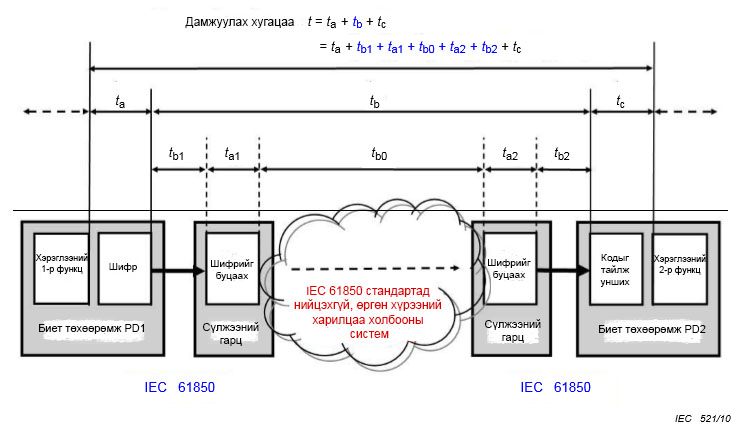 Дамжуулах хугацаа t = ta + tb + tc
= ta + tb1 + ta1 + tb0 + ta2 + tb2 + tc
ta tb tc
tb1 ta1 tb0 ta2 tb2
Хэрэглээний
1-р функц
Шифр
Биет төхөөрөмж PD1
Шифрийг
буцаах
Сүлжээний
гарц
IEC 61850 стандартад
нийцэхгүй, өргөн хүрээний
харилцаа холбооны
систем
Шифрийг
буцаах
Сүлжээний
гарц
Кодыг
тайлж
унших
Хэрэглээний
2-р функц
Биет төхөөрөмж PD2
IEC 61850
IEC 61850
IEC 521/10